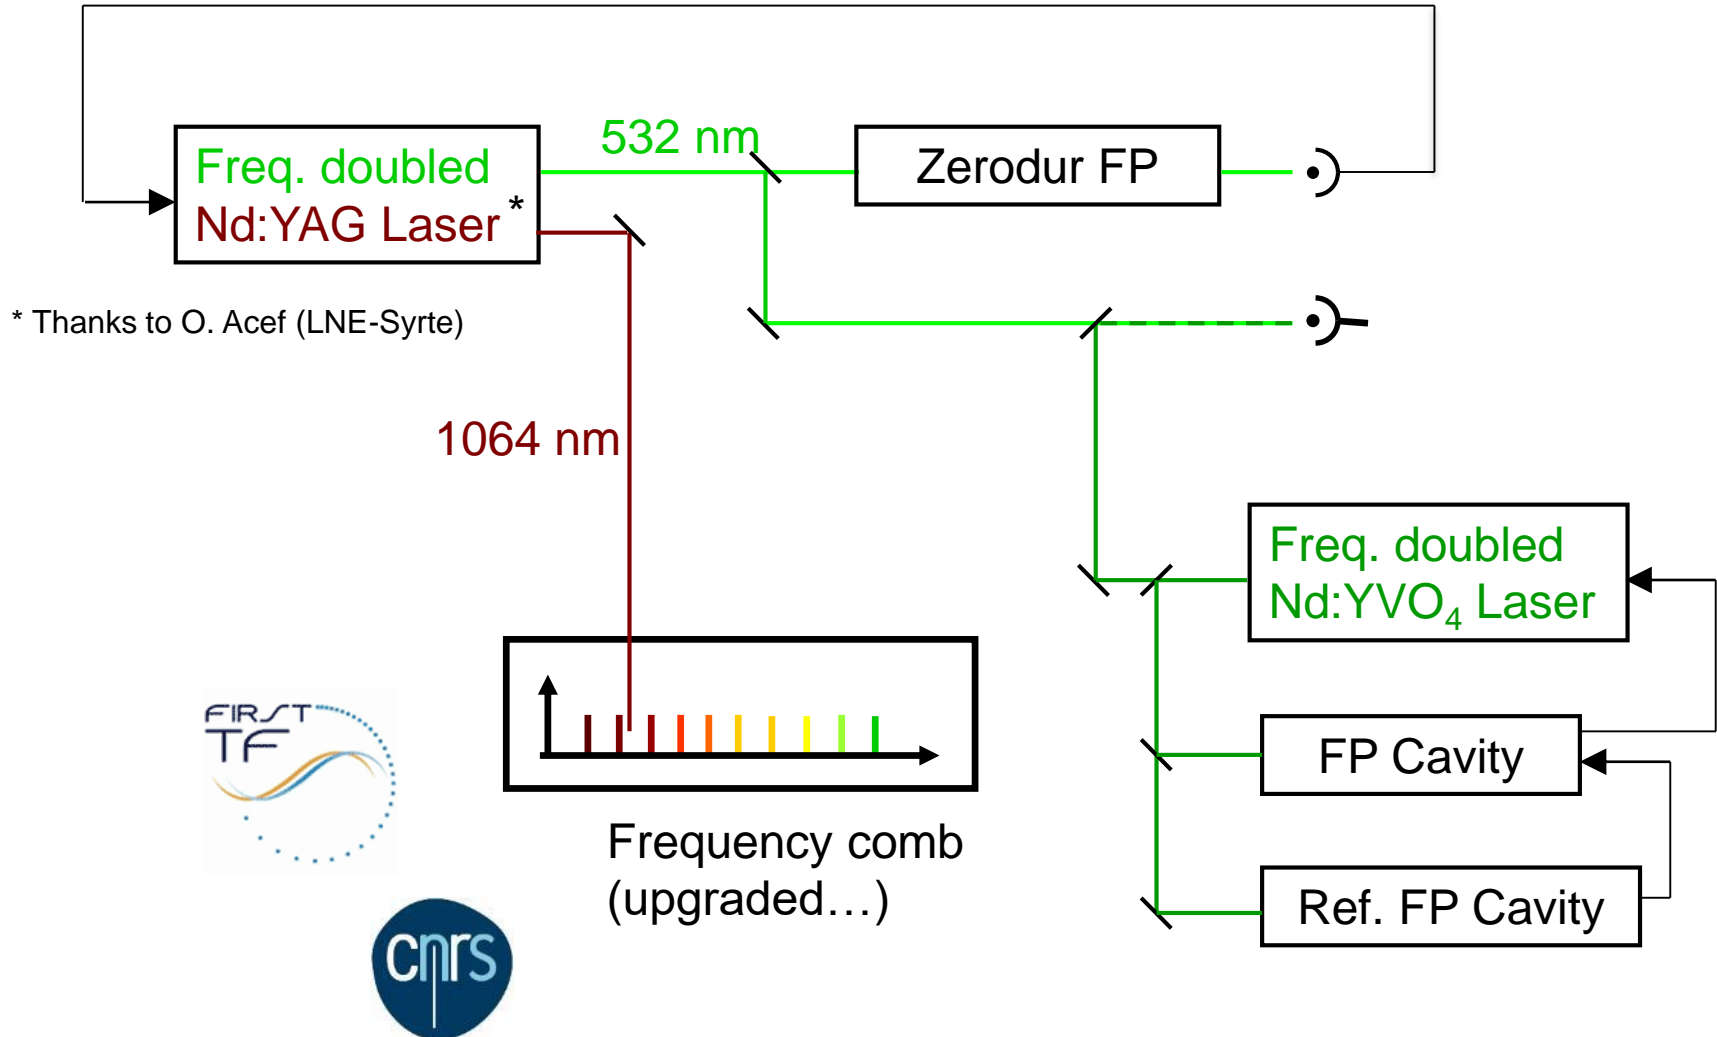 532 nm
Freq. doubled
Nd:YAG Laser*
Zerodur FP
* Thanks to O. Acef (LNE-Syrte)
1064 nm
Freq. doubled
Nd:YVO₄ Laser
FIRST
TF
FP Cavity
Frequency comb
(upgraded…)
Ref. FP Cavity
cnrs